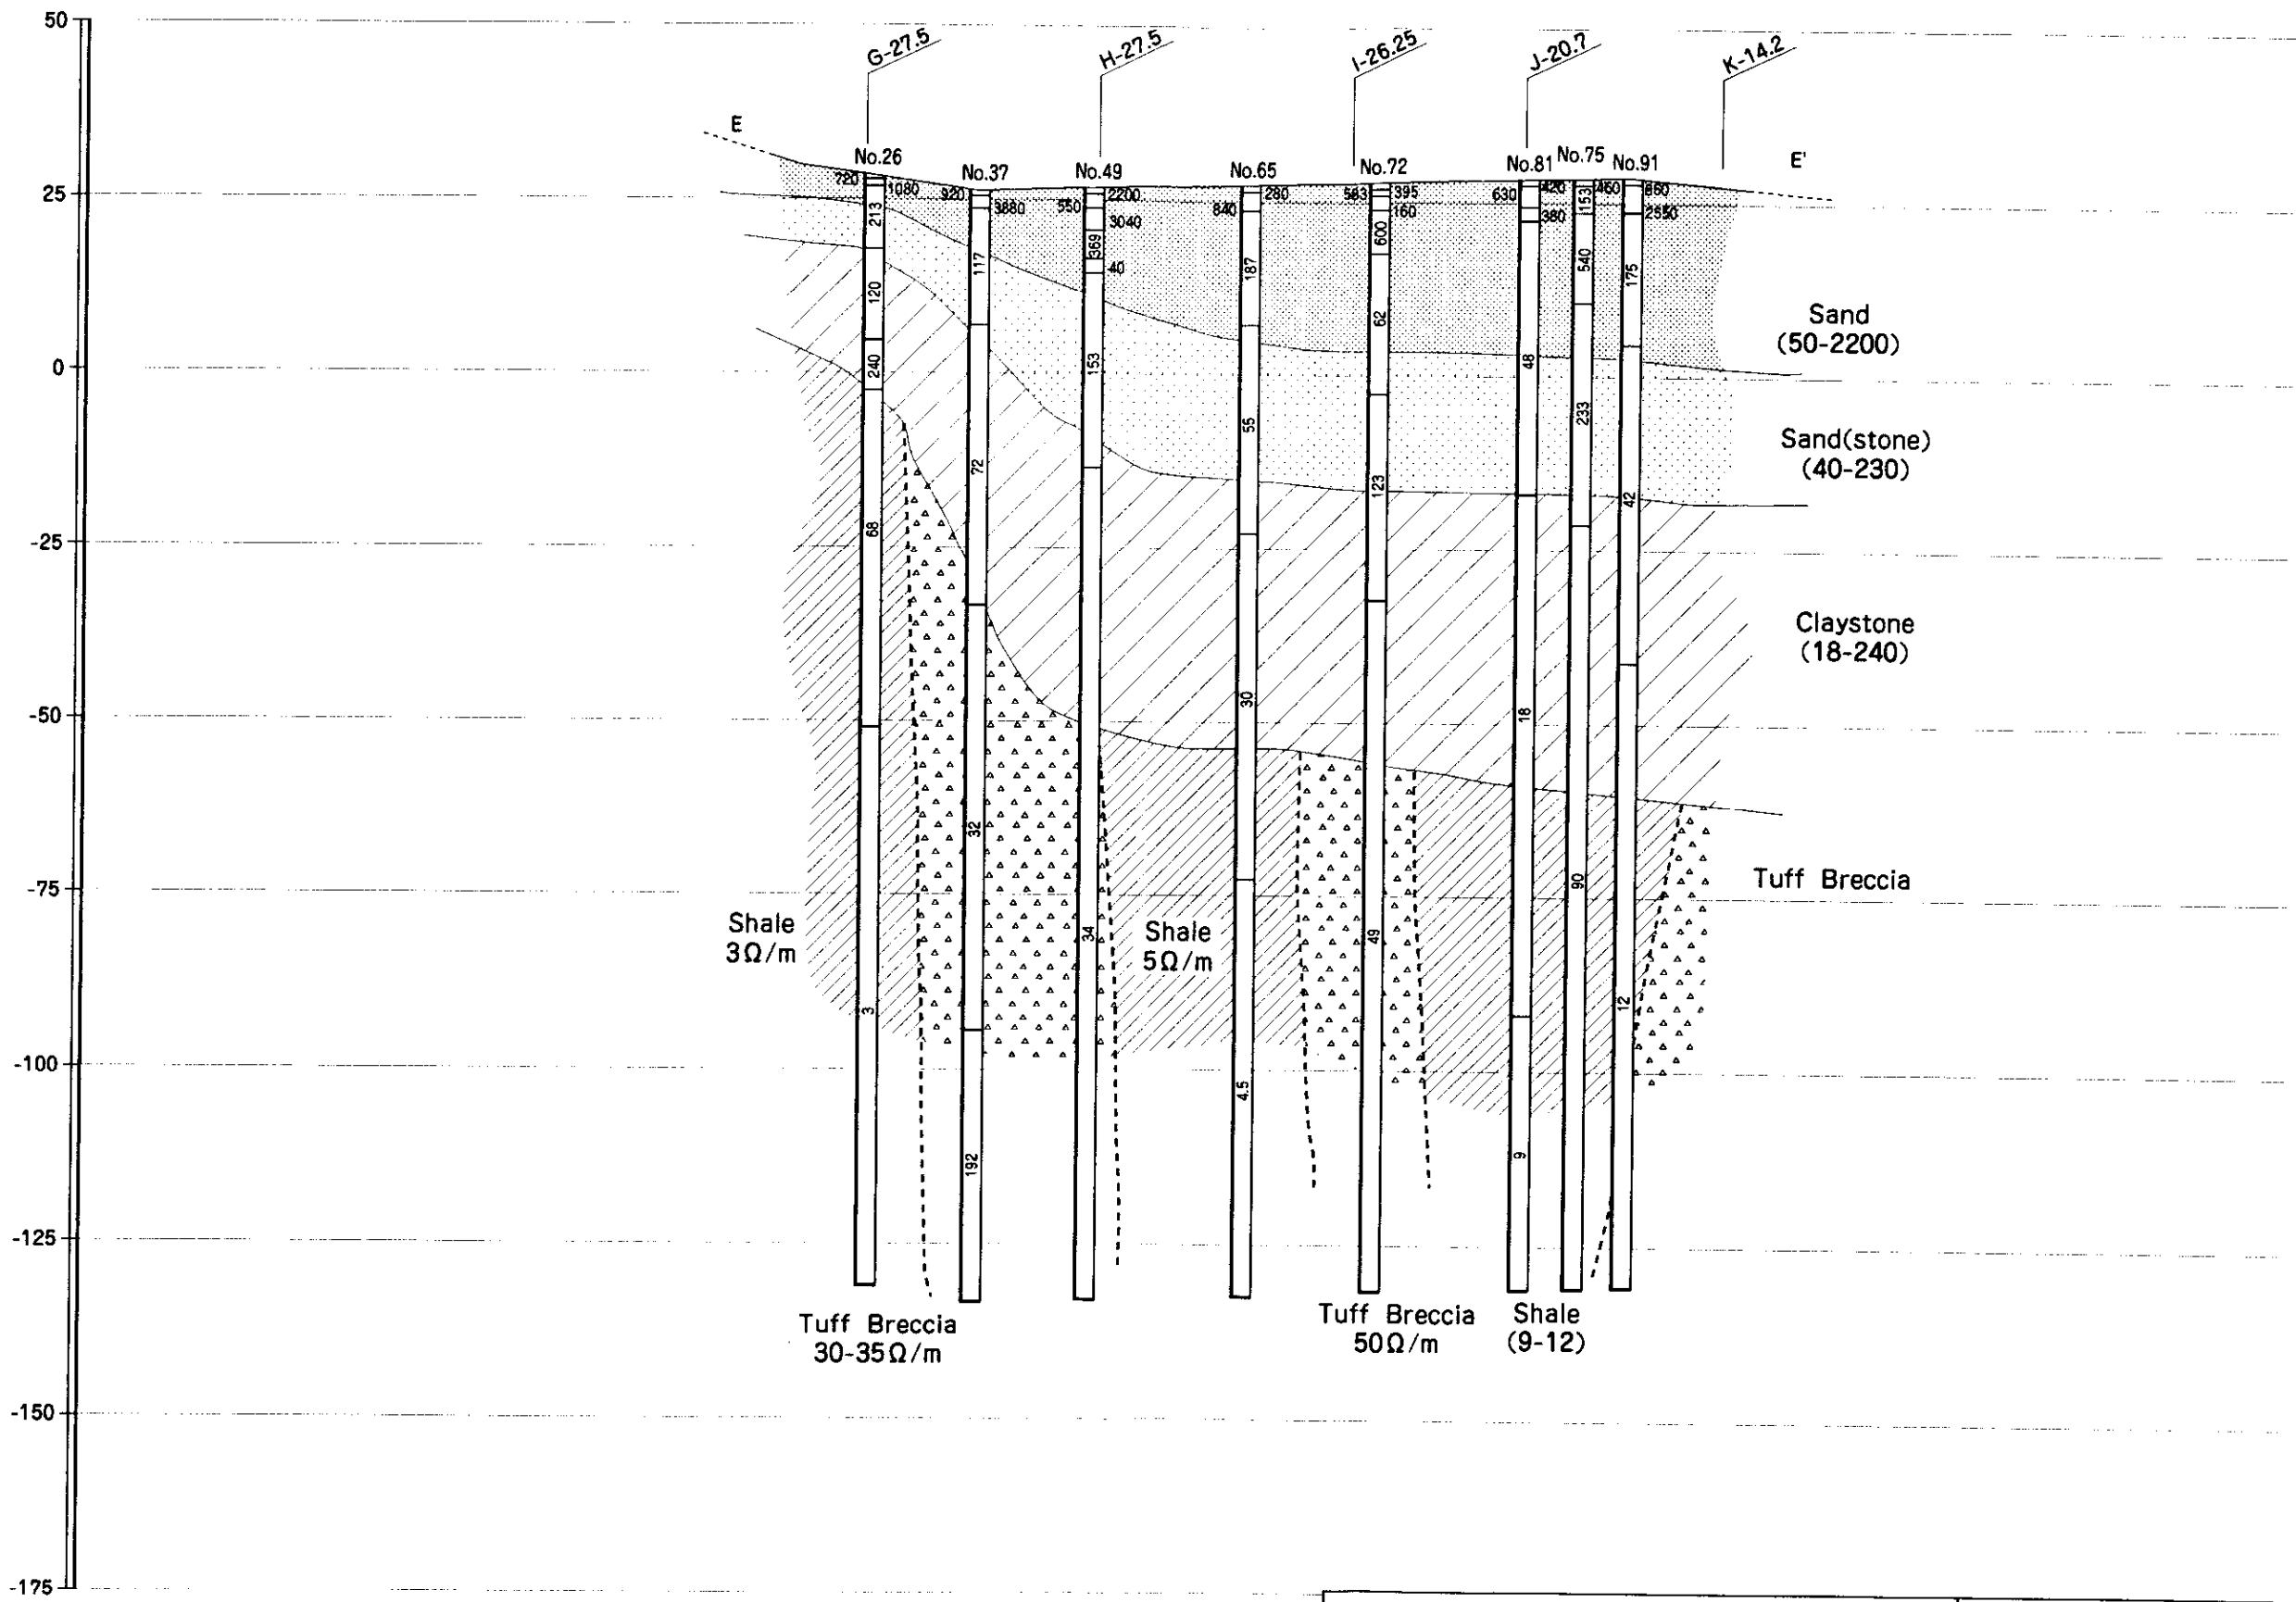 50
25
0
-25
-50
-75
-100
-125
-150
-175
G-27.5
H-27.5
I-26.25
J-20.7
K-14.2
E
E'
No.26
No.37
No.49
No.65
No.72
No.81
No.75
No.91
720
1080
213
120
240
68
3
920
3880
117
72
32
192
2200
550
3040
369
40
153
34
280
840
187
55
30
4.5
583
395
160
600
62
123
49
630
420
380
48
18
9
153
540
233
90
460
860
2550
175
42
12
Sand
(50-2200)
Sand(stone)
(40-230)
Claystone
(18-240)
Tuff Breccia
Shale
3Ω/m
Shale
5Ω/m
Tuff Breccia
30-35Ω/m
Tuff Breccia
50Ω/m
Shale
(9-12)